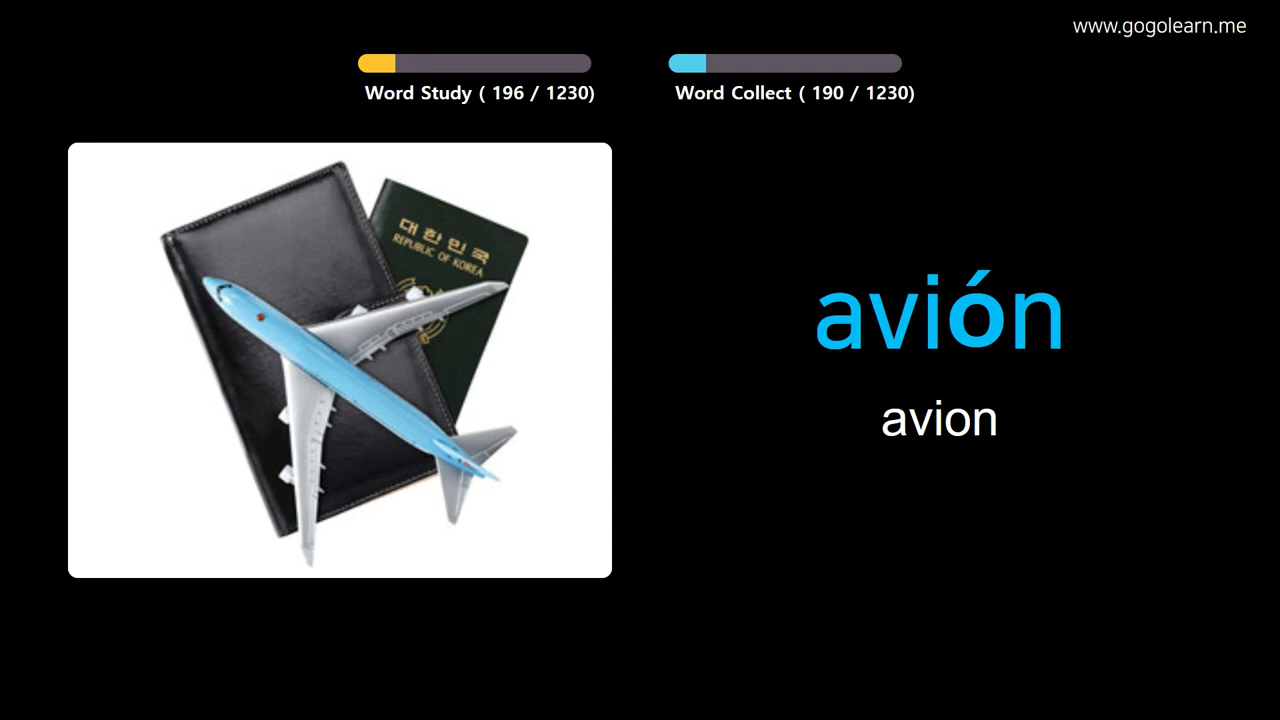 www.gogolearn.me
Word Study ( 196 / 1230)
Word Collect ( 190 / 1230)
대한민국
REPUBLIC OF KOREA
avión
avion